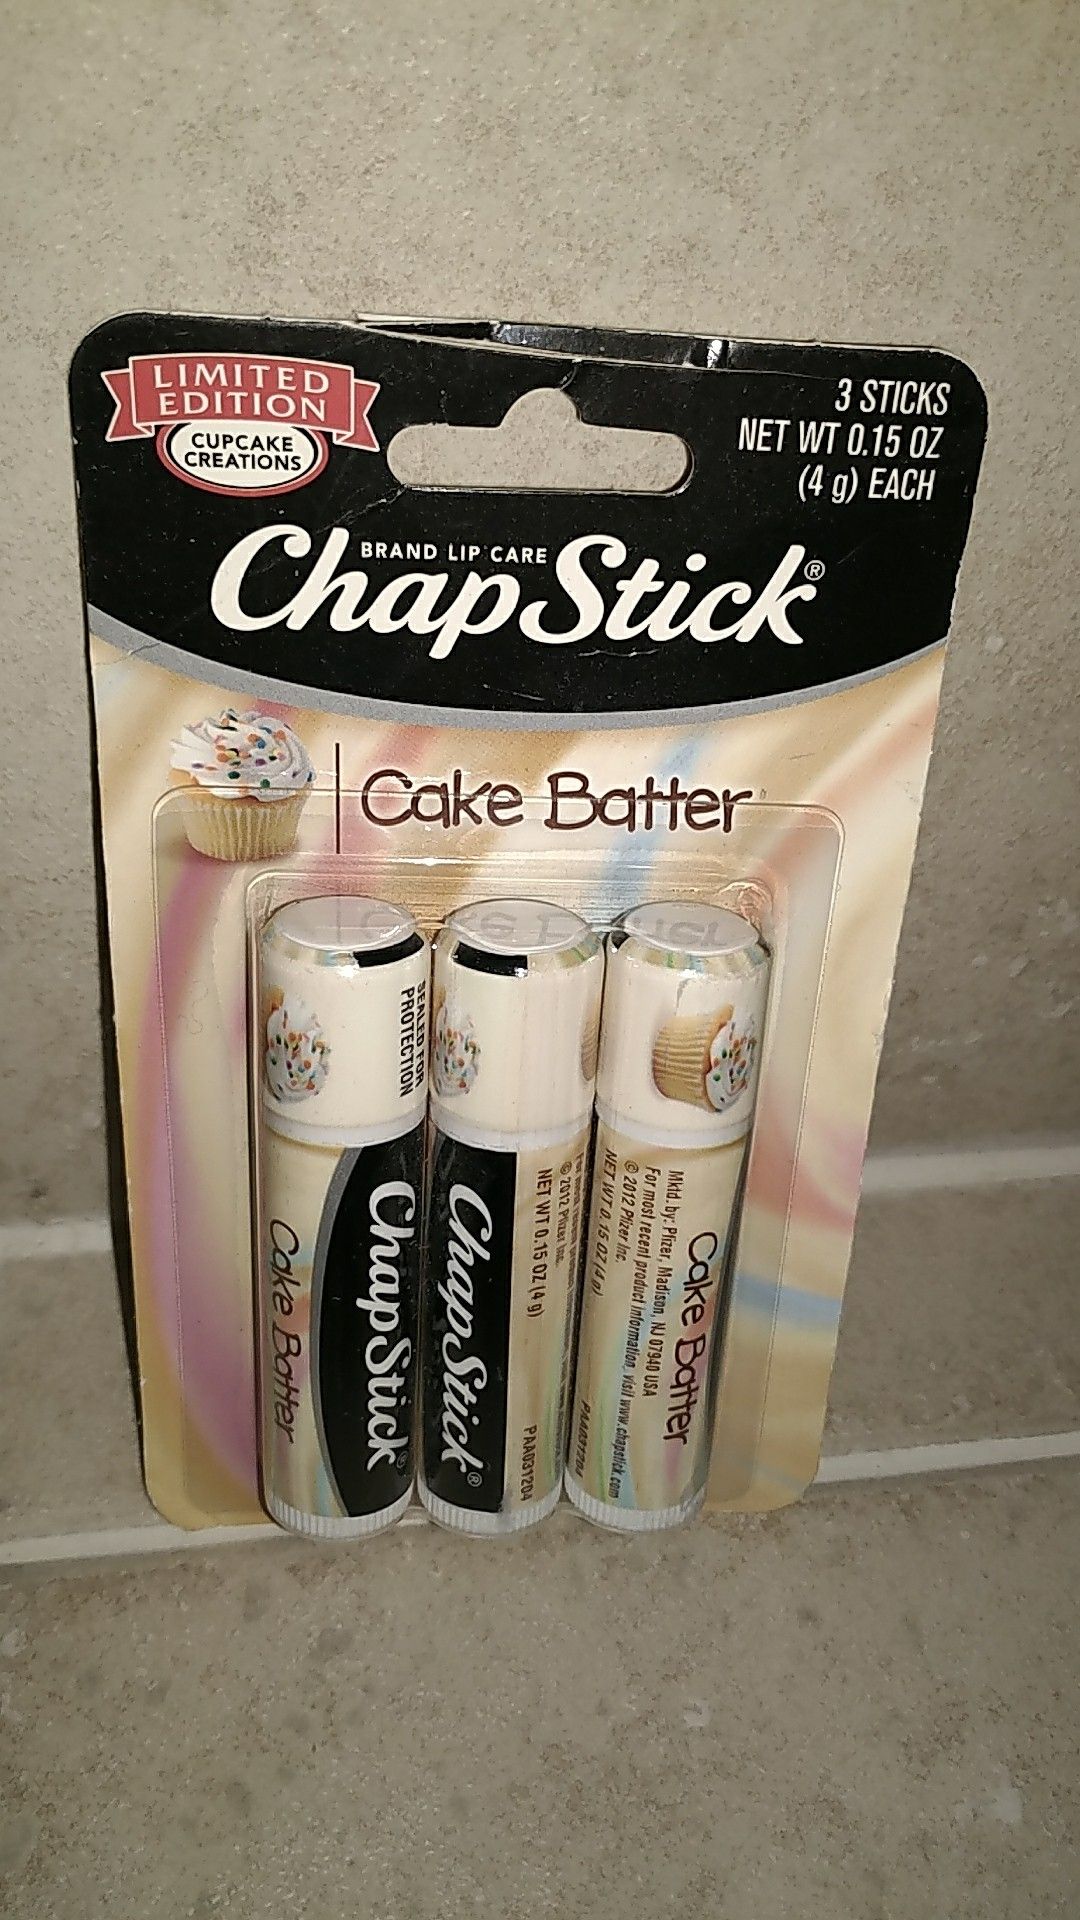 LIMITED
EDITION
CUPCAKE
CREATIONS
3 STICKS
NET WT 0.15 OZ
(4 g) EACH
BRAND LIP CARE
ChapStick®
Cake Batter
SEALED FOR
PROTECTION
ChapStick®
Cake Batter
ChapStick®
© 2012 Pfizer Inc.
NET WT 0.15 OZ (4 g)
PAA031204
Cake Batter
Mktd. by: Pfizer, Madison, NJ 07940 USA
For most recent product information, visit www.chapstick.com
© 2012 Pfizer Inc.
NET WT 0.15 OZ (4 g)
PAA031204